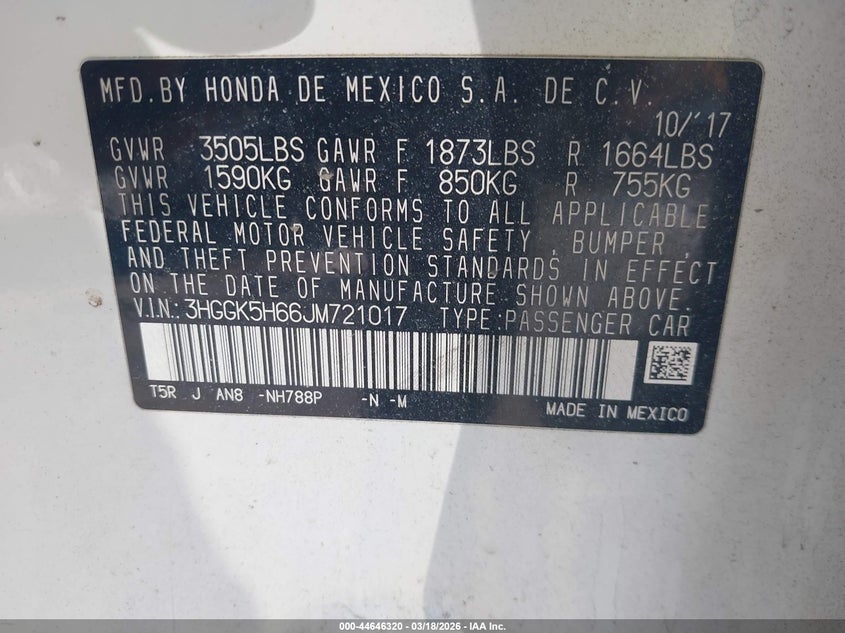 MFD. BY HONDA DE MEXICO S.A. DE C.V.
10/'17
GVWR 3505LBS GAWR F 1873LBS R 1664LBS
GVWR 1590KG GAWR F 850KG R 755KG
THIS VEHICLE CONFORMS TO ALL APPLICABLE
FEDERAL MOTOR VEHICLE SAFETY , BUMPER ,
AND THEFT PREVENTION STANDARDS IN EFFECT
ON THE DATE OF MANUFACTURE SHOWN ABOVE.
V.I.N.: 3HGGK5H66JM721017 TYPE:PASSENGER CAR
T5R J AN8 -NH788P -N -M
MADE IN MEXICO
000-44646320 — 03/18/2026 — IAA Inc.